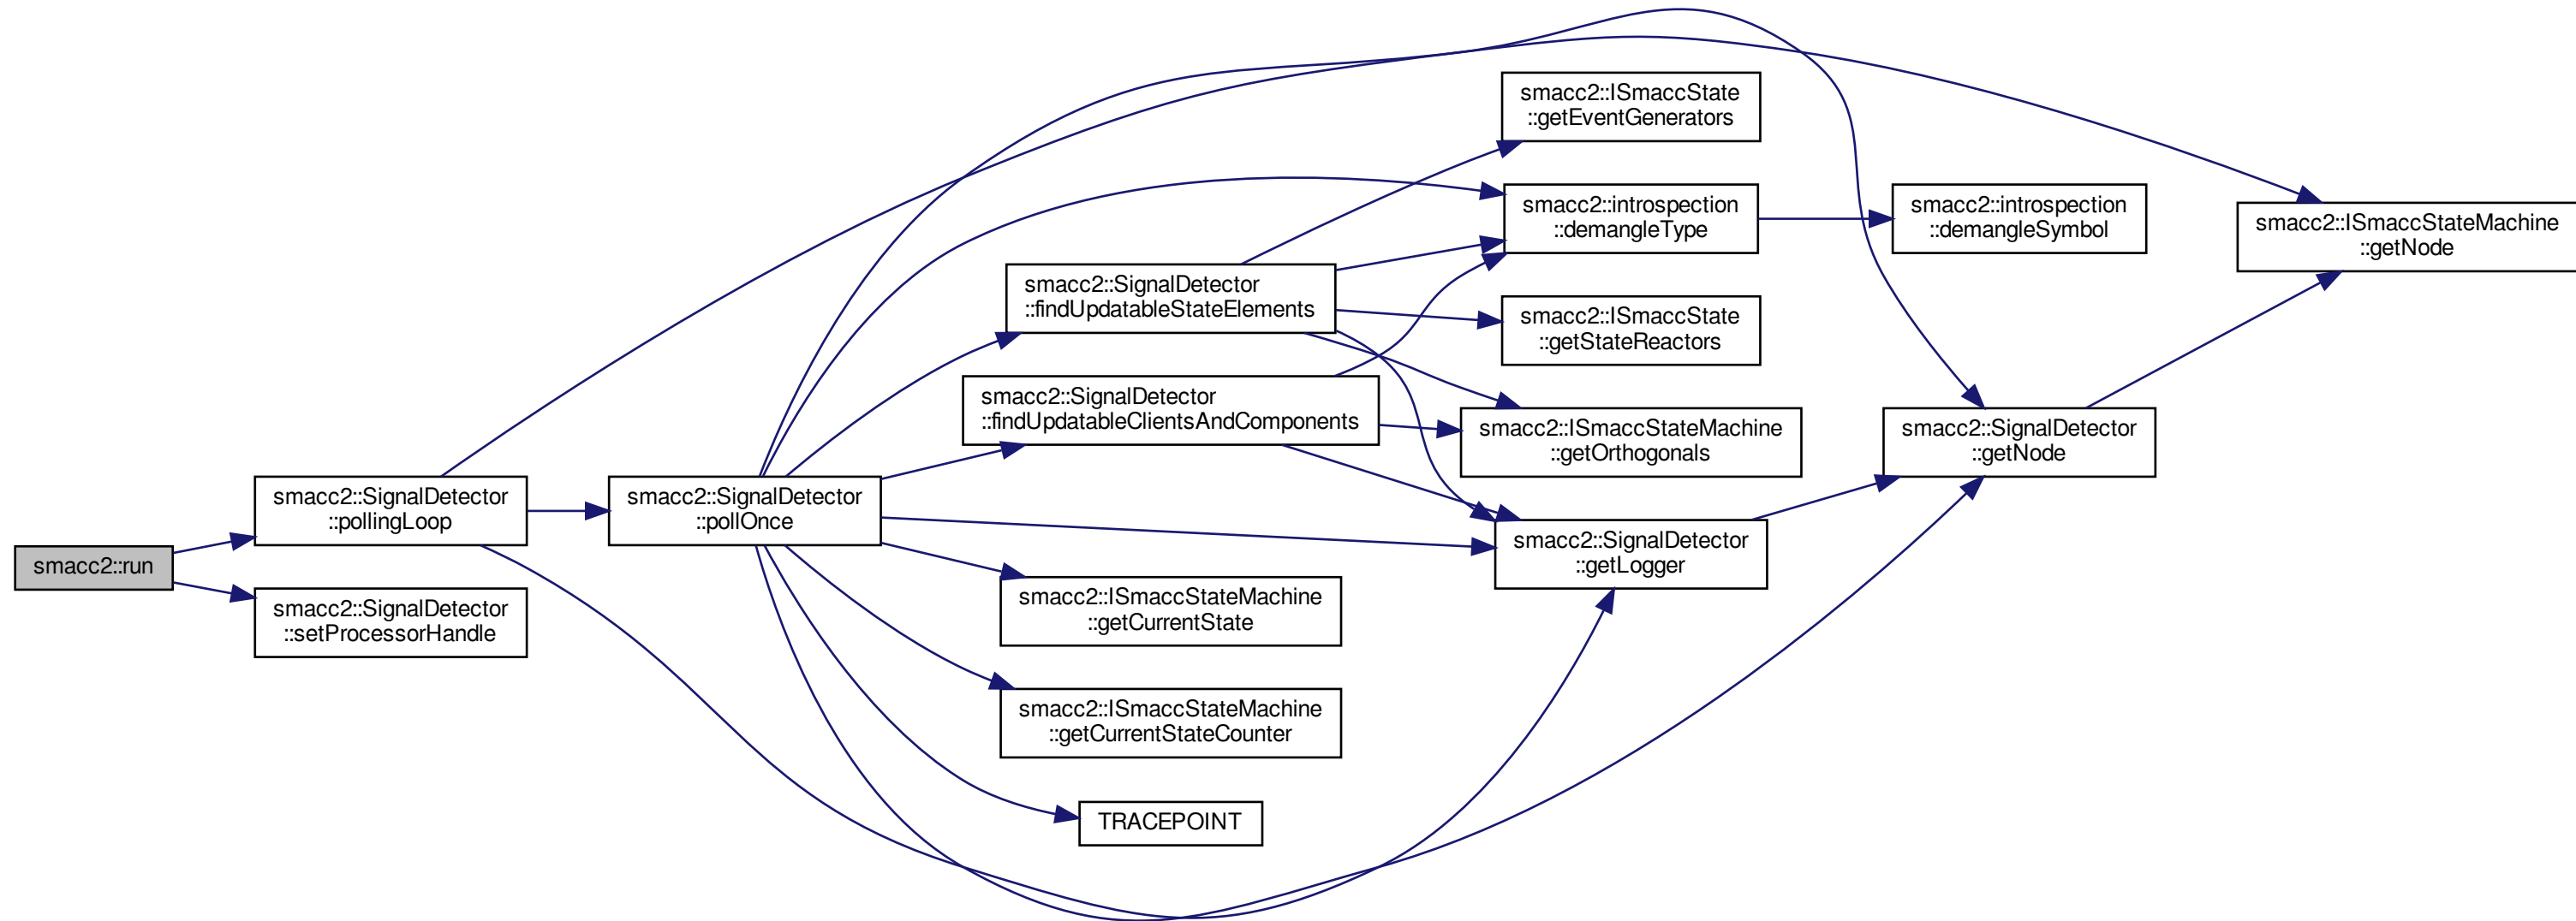 smacc2::run
smacc2::SignalDetector
::pollingLoop
smacc2::SignalDetector
::setProcessorHandle
smacc2::SignalDetector
::pollOnce
smacc2::SignalDetector
::findUpdatableStateElements
smacc2::SignalDetector
::findUpdatableClientsAndComponents
smacc2::ISmaccStateMachine
::getCurrentState
smacc2::ISmaccStateMachine
::getCurrentStateCounter
TRACEPOINT
smacc2::ISmaccState
::getEventGenerators
smacc2::introspection
::demangleType
smacc2::ISmaccState
::getStateReactors
smacc2::ISmaccStateMachine
::getOrthogonals
smacc2::SignalDetector
::getLogger
smacc2::introspection
::demangleSymbol
smacc2::SignalDetector
::getNode
smacc2::ISmaccStateMachine
::getNode